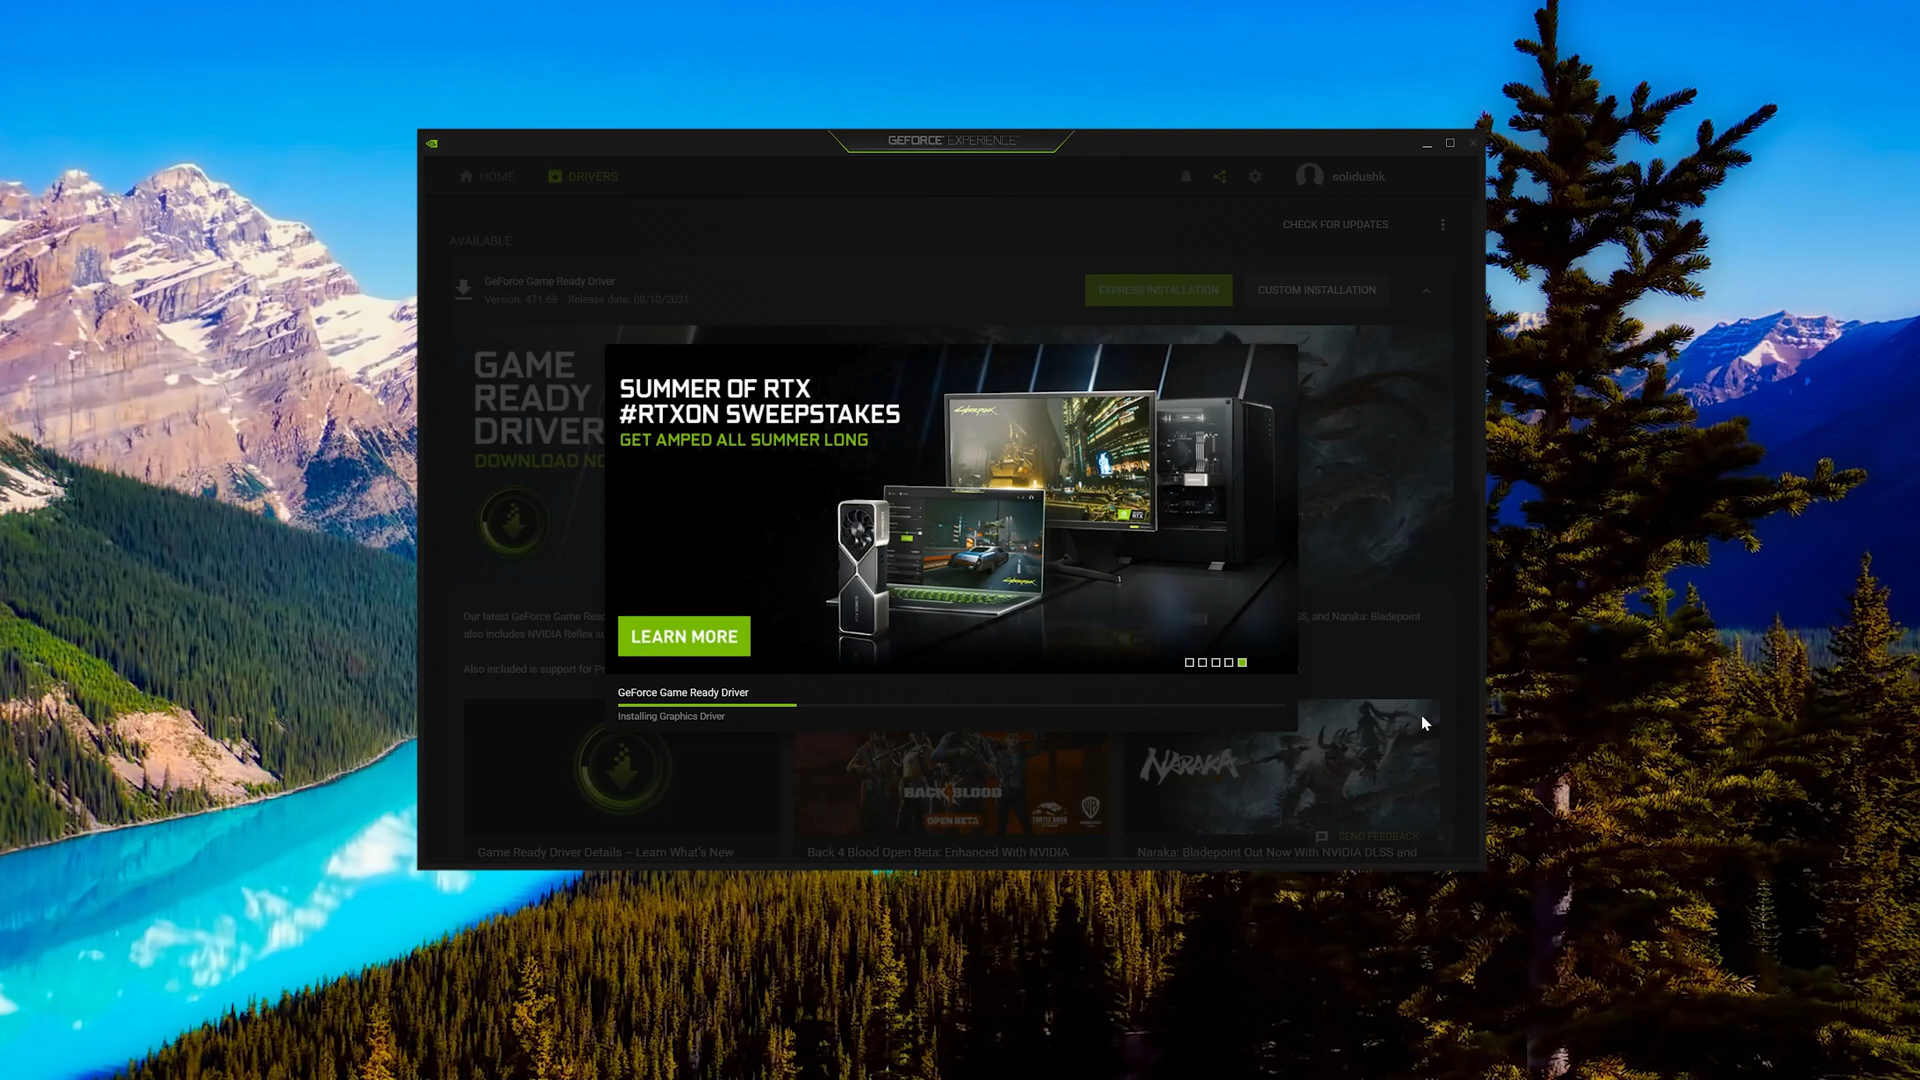 GEFORCE EXPERIENCE
HOME
DRIVERS
solidushk
CHECK FOR UPDATES
AVAILABLE
GeForce Game Ready Driver
Version: 471.68 Release date: 08/10/2021
EXPRESS INSTALLATION
CUSTOM INSTALLATION
GAME
READY
DRIVER
DOWNLOAD
SUMMER OF RTX
#RTXON SWEEPSTAKES
GET AMPED ALL SUMMER LONG
LEARN MORE
Our latest GeForce Game
and Naraka: Bladepoint
also includes NVIDIA Reflex
Also included is support for
GeForce Game Ready Driver
Installing Graphics Driver
BACK 4 BLOOD
OPEN BETA
NARAKA
SEND FEEDBACK
Game Ready Driver Details – Learn What's New
Back 4 Blood Open Beta: Enhanced With NVIDIA
Naraka: Bladepoint Out Now With NVIDIA DLSS and